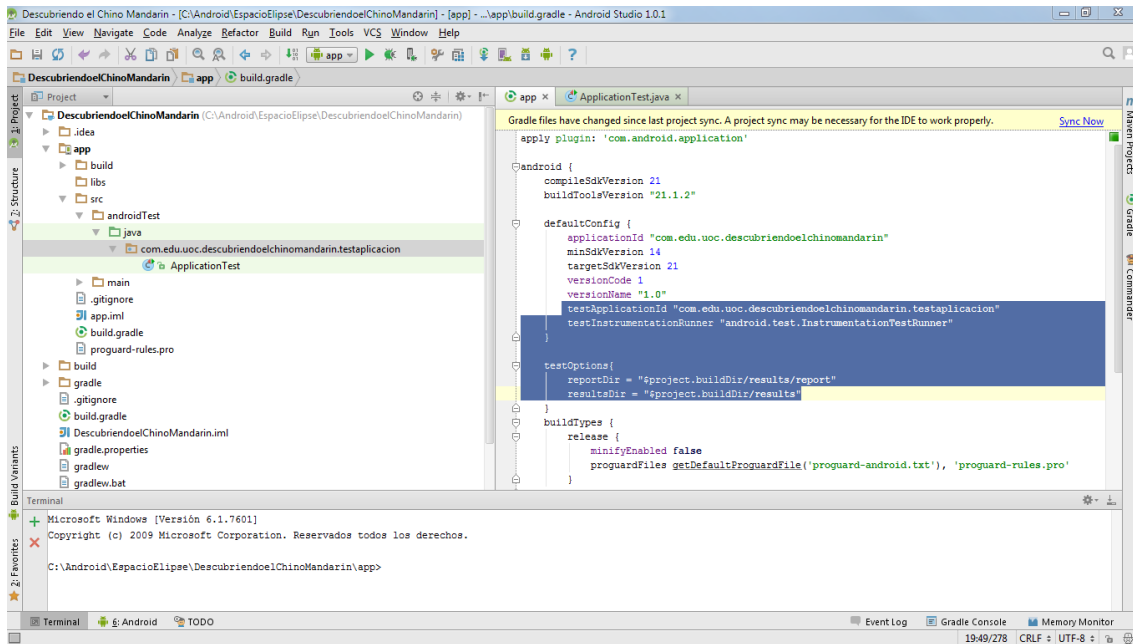 Descubriendo el Chino Mandarin - [C:\Android\EspacioElipse\DescubriendoelChinoMandarin] - [app] - ...\app\build.gradle - Android Studio 1.0.1
File Edit View Navigate Code Analyze Refactor Build Run Tools VCS Window Help
app
DescubriendoelChinoMandarin app build.gradle
Project
app
ApplicationTest.java
1: Project
7: Structure
Build Variants
2: Favorites
DescubriendoelChinoMandarin (C:\Android\EspacioElipse\DescubriendoelChinoMandarin)
.idea
app
build
libs
src
androidTest
java
com.edu.uoc.descubriendoelchinomandarin.testaplicacion
ApplicationTest
main
.gitignore
app.iml
build.gradle
proguard-rules.pro
build
gradle
.gitignore
build.gradle
DescubriendoelChinoMandarin.iml
gradle.properties
gradlew
gradlew.bat
Gradle files have changed since last project sync. A project sync may be necessary for the IDE to work properly. Sync Now
apply plugin: 'com.android.application'
android {
compileSdkVersion 21
buildToolsVersion "21.1.2"
defaultConfig {
applicationId "com.edu.uoc.descubriendoelchinomandarin"
minSdkVersion 14
targetSdkVersion 21
versionCode 1
versionName "1.0"
testApplicationId "com.edu.uoc.descubriendoelchinomandarin.testaplicacion"
testInstrumentationRunner "android.test.InstrumentationTestRunner"
}
testOptions{
reportDir = "$project.buildDir/results/report"
resultsDir = "$project.buildDir/results"
}
buildTypes {
release {
minifyEnabled false
proguardFiles getDefaultProguardFile('proguard-android.txt'), 'proguard-rules.pro'
}
Maven Projects
Gradle
Commander
Terminal
Microsoft Windows [Versión 6.1.7601]
Copyright (c) 2009 Microsoft Corporation. Reservados todos los derechos.
C:\Android\EspacioElipse\DescubriendoelChinoMandarin\app>
Terminal 6: Android TODO Event Log Gradle Console Memory Monitor
19:49/278 CRLF UTF-8